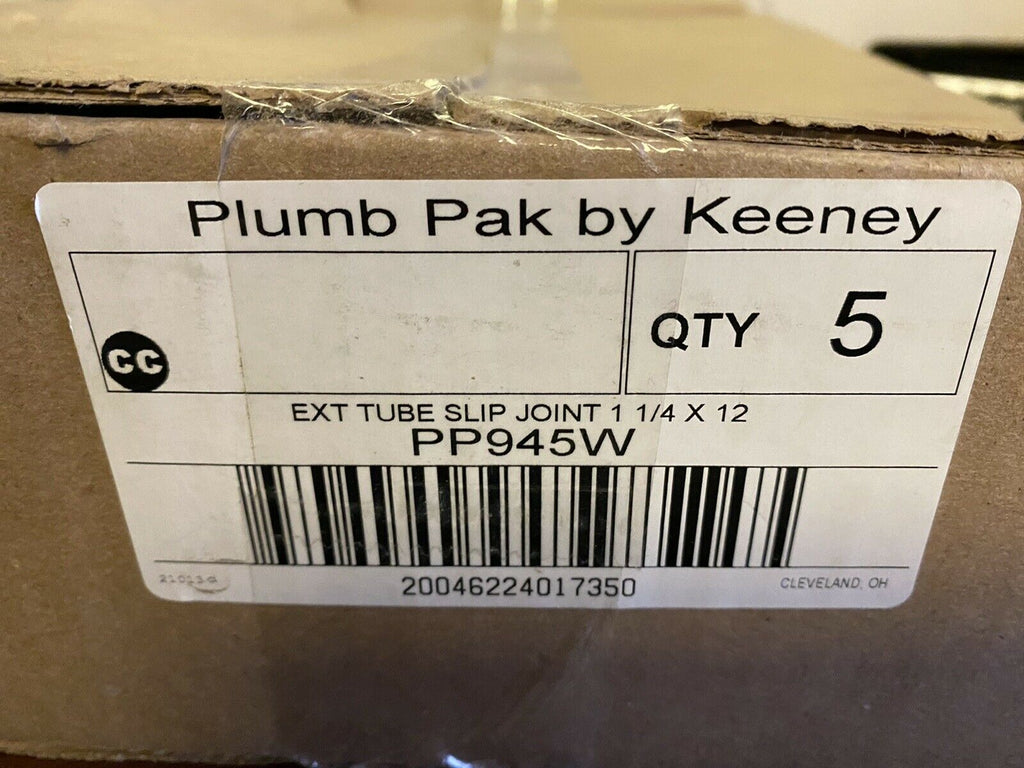 Plumb Pak by Keeney
QTY 5
CC
EXT TUBE SLIP JOINT 1 1/4 X 12
PP945W
20046224017350
CLEVELAND, OH